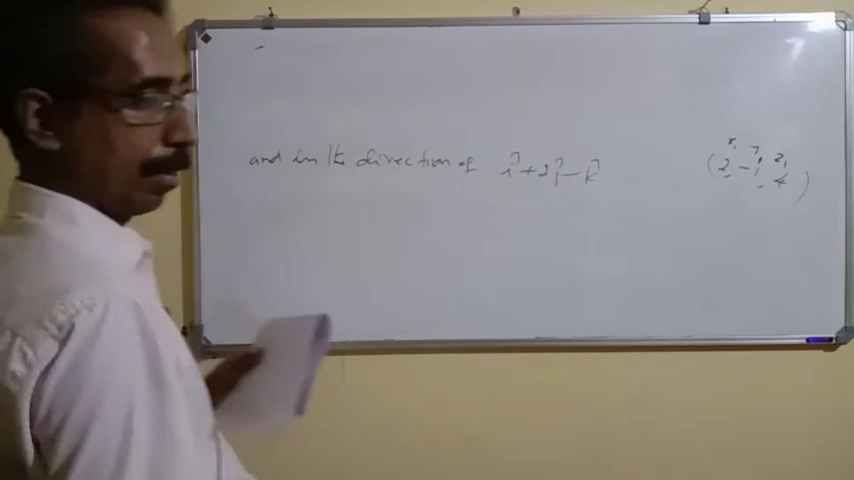 and in the direction of î + 2ĵ - k̂
x, y, z,
(2, -1, 4)